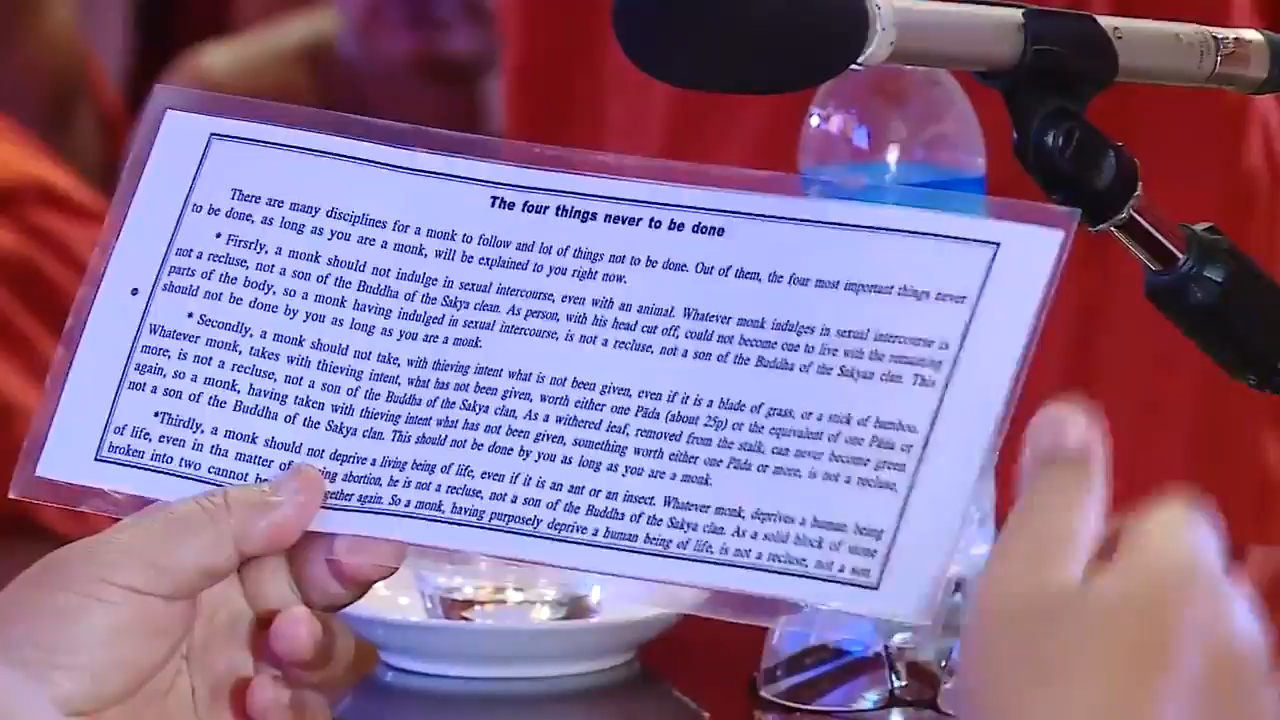 The four things never to be done
There are many disciplines for a monk to follow and lot of things not to be done. Out of them, the four most important things never
to be done, as long as you are a monk, will be explained to you right now.
* Firsrly, a monk should not indulge in sexual intercourse, even with an animal. Whatever monk indulges in sexual intercourse is
not a recluse, not a son of the Buddha of the Sakya clean. As person, with his head cut off, could not become one to live with the remaining
parts of the body, so a monk having indulged in sexual intercourse, is not a recluse, not a son of the Buddha of the Sakyan clan. This
should not be done by you as long as you are a monk.
* Secondly, a monk should not take, with thieving intent what is not been given, even if it is a blade of grass, or a stick of bamboo.
Whatever monk, takes with thieving intent, what has not been given, worth either one Pāda (about 25p) or the equivalent of one Pāda or
more, is not a recluse, not a son of the Buddha of the Sakya clan, As a withered leaf, removed from the stalk, can never become green
again, so a monk, having taken with thieving intent what has not been given, something worth either one Pāda or more, is not a recluse,
not a son of the Buddha of the Sakya clan. This should not be done by you as long as you are a monk.
*Thirdly, a monk should not deprive a living being of life, even if it is an ant or an insect. Whatever monk, deprives a human being
of life, even in tha matter of ing abortion, he is not a recluse, not a son of the Buddha of the Sakya clan. As a solid block of stone
broken into two cannot gether again. So a monk, having purposely deprive a human being of life, is not a recluse, not a son